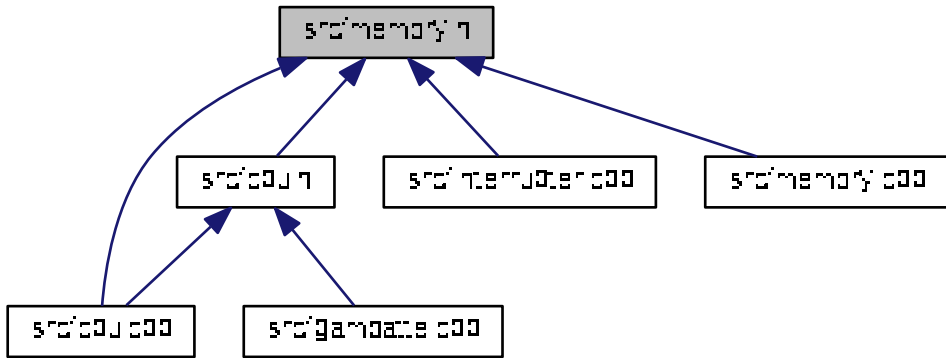 src/memory.h
src/cpu.h
src/interrupter.cpp
src/memory.cpp
src/cpu.cpp
src/gambatte.cpp